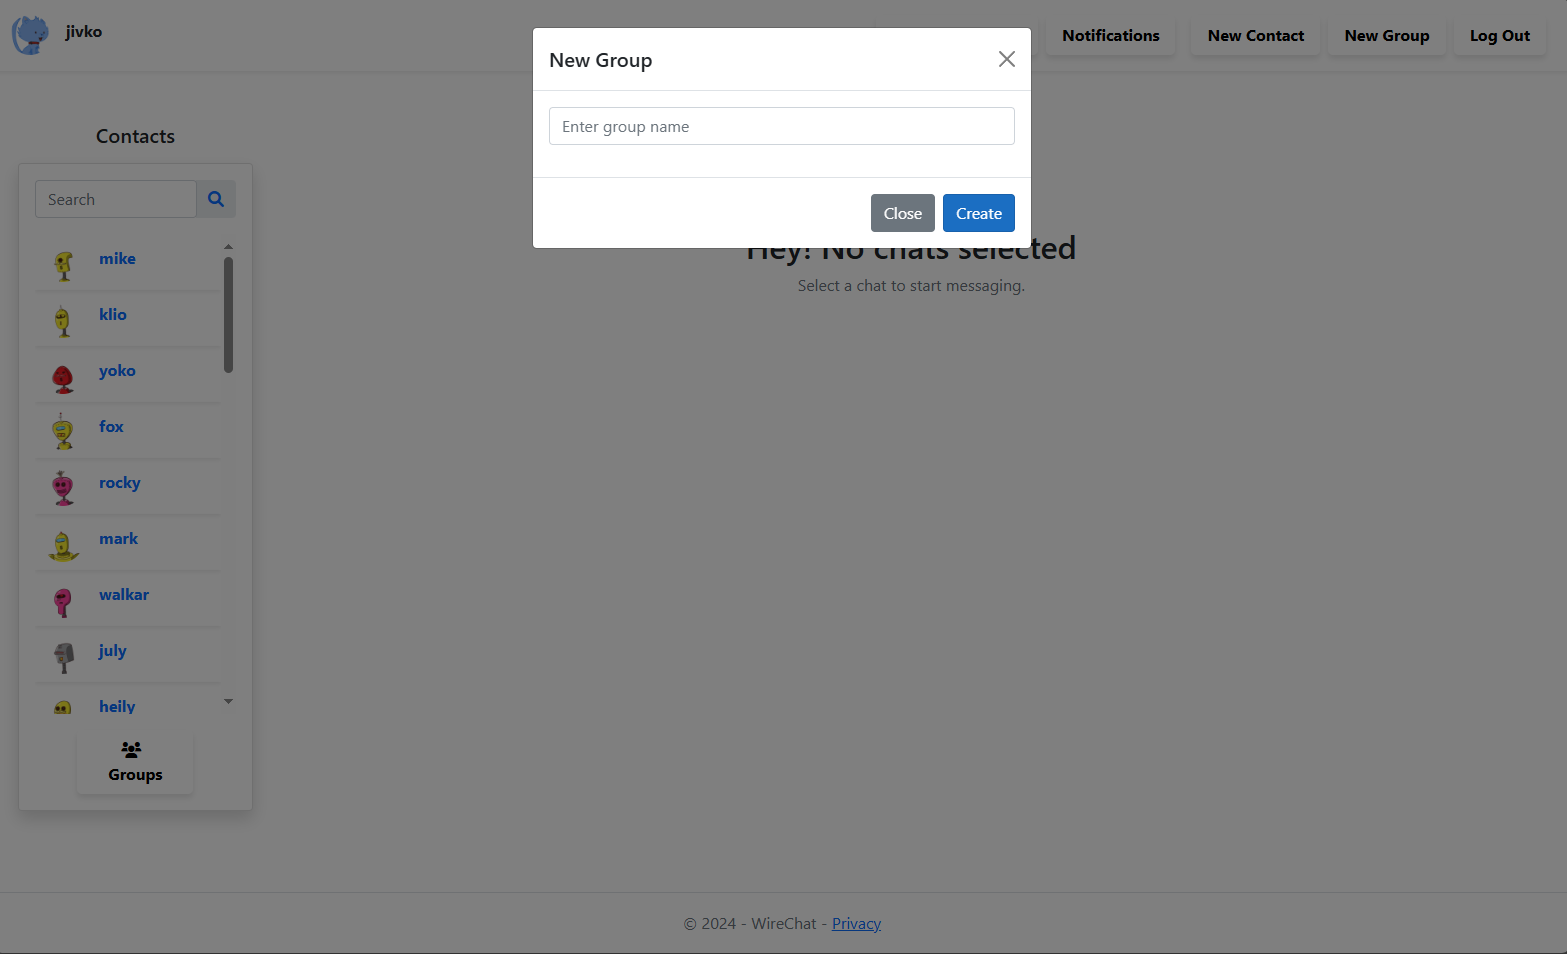 jivko
Notifications
New Contact
New Group
Log Out
New Group
Enter group name
Close
Create
Hey! No chats selected
Select a chat to start messaging.
Contacts
Search
mike
klio
yoko
fox
rocky
mark
walkar
july
heily
Groups
© 2024 - WireChat - Privacy